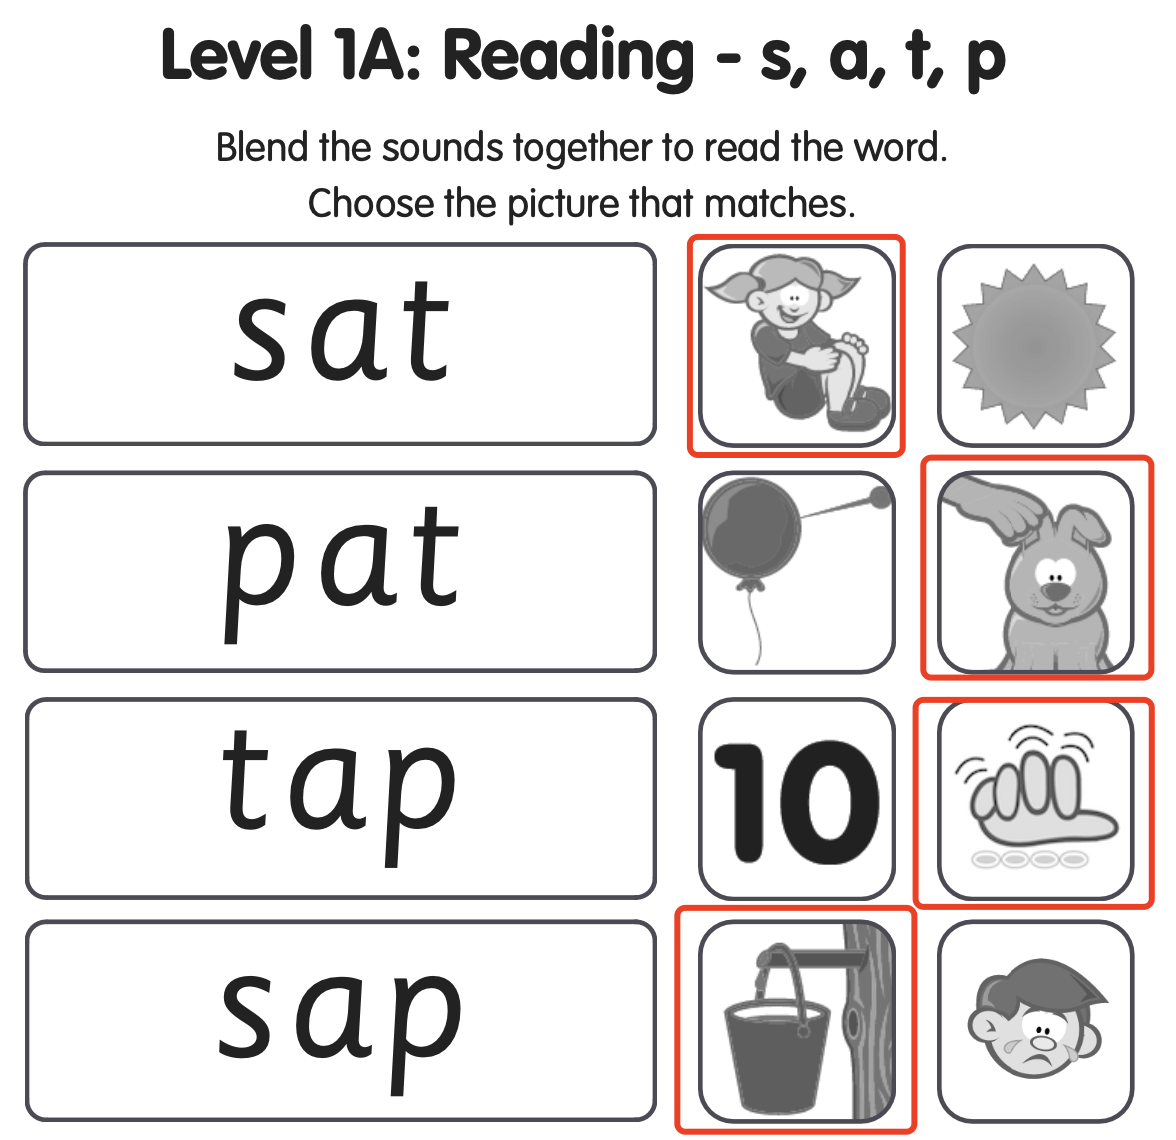 Level 1A: Reading - s, a, t, p
Blend the sounds together to read the word.
Choose the picture that matches.
sat
pat
tap
10
sap